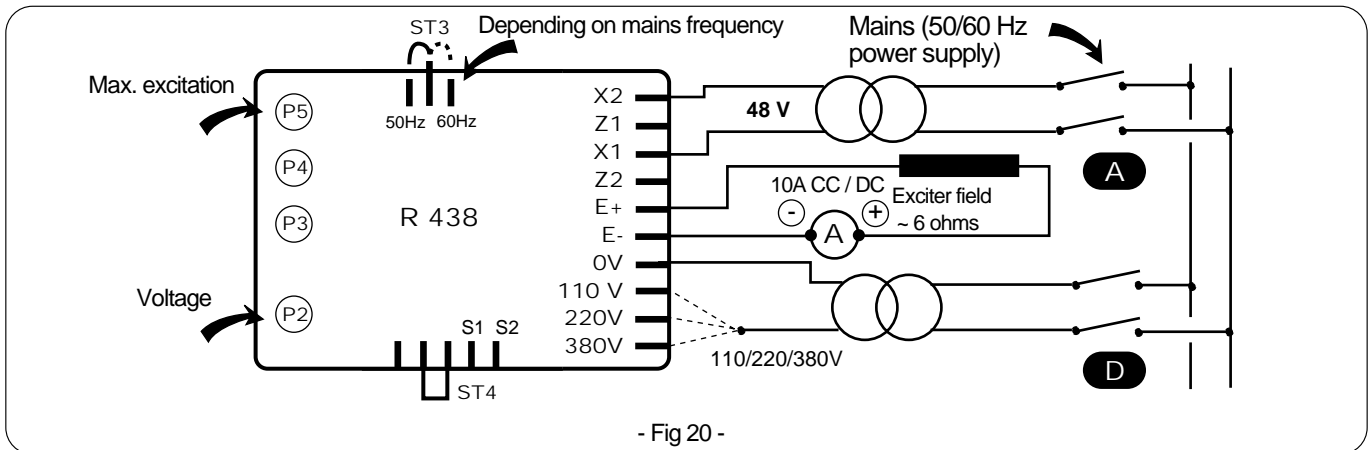 ST3
Depending on mains frequency
Mains (50/60 Hz
power supply)
Max. excitation
P5
50Hz 60Hz
X2
48 V
Z1
P4
X1
A
Z2
10A CC / DC
Exciter field
P3
R 438
E+
- A +
~ 6 ohms
E-
0V
Voltage
P2
110 V
S1 S2
220V
380V
110/220/380V
D
ST4
- Fig 20 -